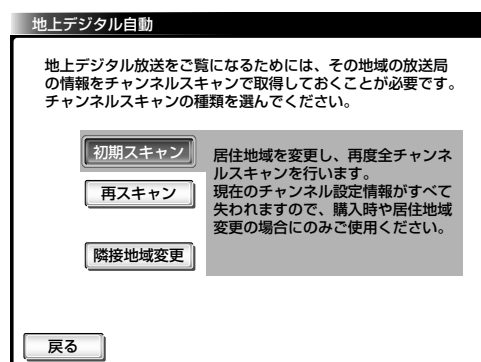 地上デジタル自動
地上デジタル放送をご覧になるためには、その地域の放送局
の情報をチャンネルスキャンで取得しておくことが必要です。
チャンネルスキャンの種類を選んでください。
初期スキャン
居住地域を変更し、再度全チャンネ
ルスキャンを行います。
現在のチャンネル設定情報がすべて
失われますので、購入時や居住地域
変更の場合にのみご使用ください。
再スキャン
隣接地域変更
戻る